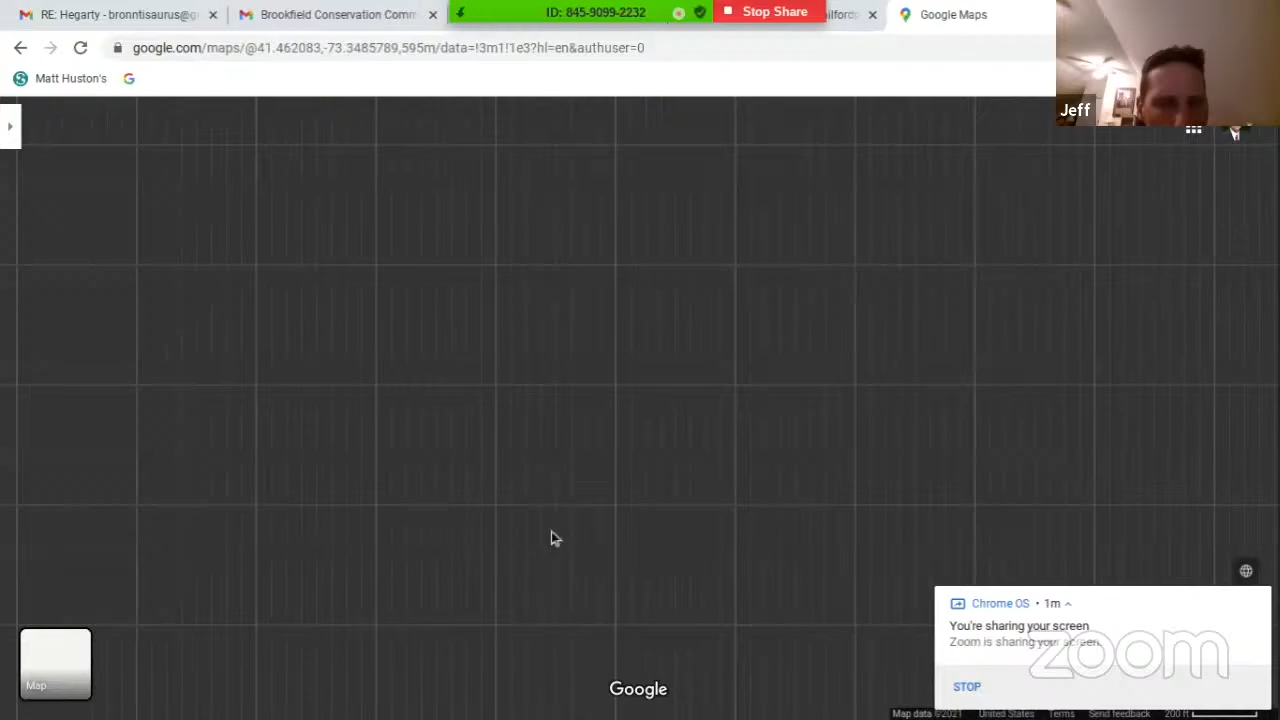 RE: Hegarty - bronntisaurus@g
Brookfield Conservation Comm
ID: 845-9099-2232
Stop Share
ilfordp
Google Maps
google.com/maps/@41.462083,-73.3485789,595m/data=!3m1!1e3?hl=en&authuser=0
Matt Huston's
Jeff
Chrome OS • 1m
You're sharing your screen
Zoom is sharing your screen.
zoom
STOP
Map
Google
Map data ©2021 United States Terms Send feedback 200 ft